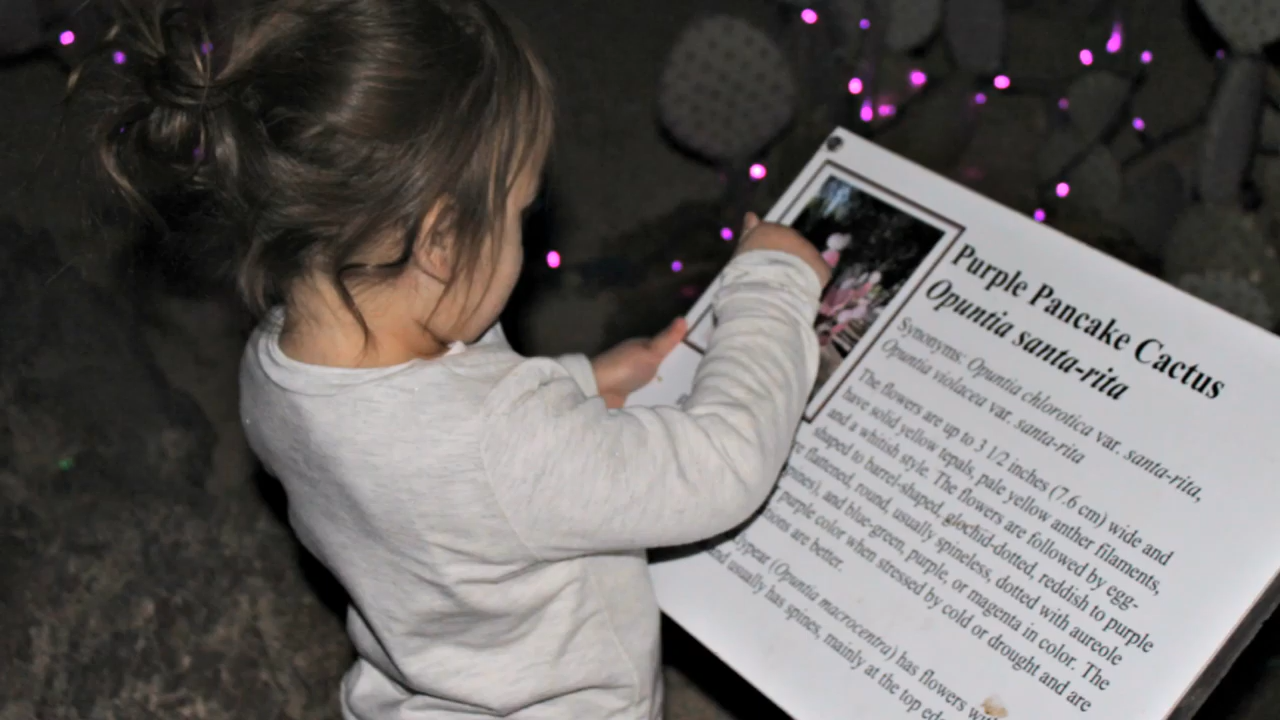 Purple Pancake Cactus
Opuntia santa-rita
Synonyms: Opuntia chlorotica var. santa-rita,
Opuntia violacea var. santa-rita
The flowers are up to 3 1/2 inches (7.6 cm) wide and
have solid yellow tepals, pale yellow anther filaments,
and a whitish style. The flowers are followed by egg-
shaped to barrel-shaped, glochid-dotted, reddish to purple
flattened, round, usually spineless, dotted with aureole
and blue-green, purple, or magenta in color. The
purple color when stressed by cold or drought and are
are better.
(Opuntia macrocentra) has flowers
and usually has spines, mainly at the top